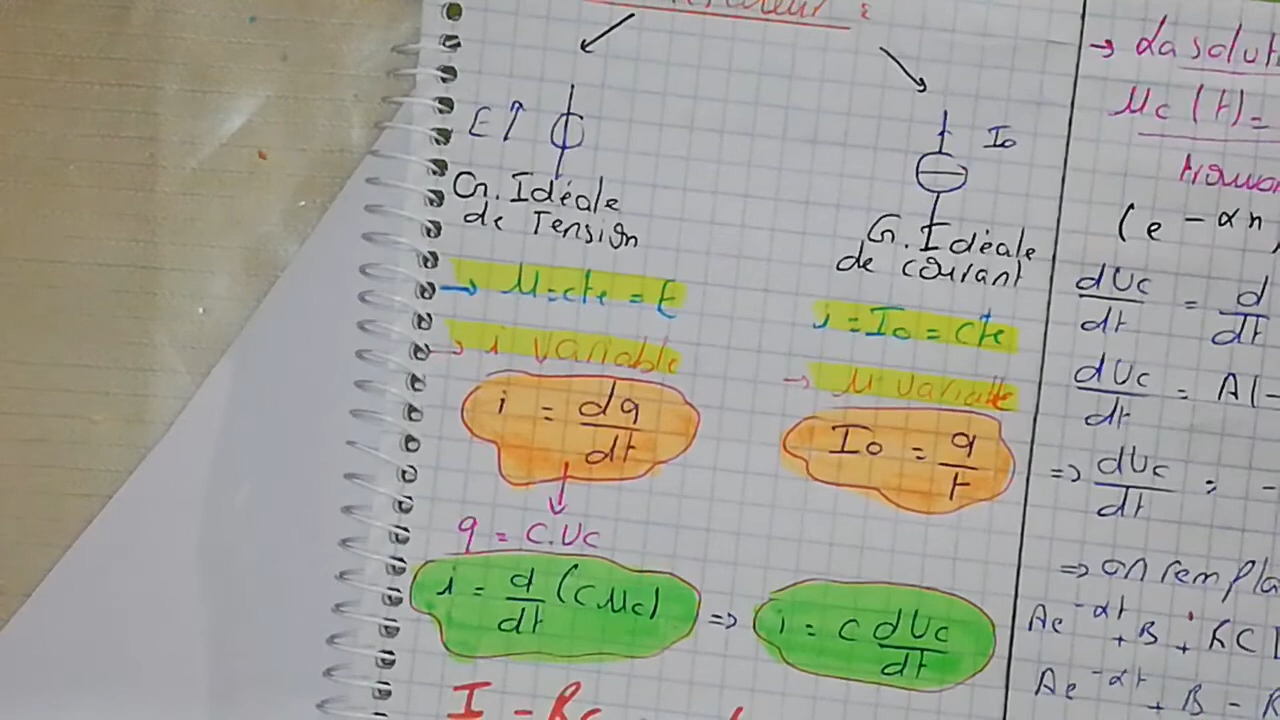 E↑
G. Idéale
de Tension
→ u = cte = E
→ i variable
i = dq/dt
q = C.Uc
i = d/dt (C uc) => i = C dUc/dt
Io
G. Idéale
de courant
i = Io = cte
→ u variable
Io = q/t
→ La solut
Uc (t) =
(e -αn
dUc/dt = d/dt
dUc/dt = A(-
=> dUc/dt = -
=> on rempla
Ae^-αt + B + RC
Ae^-αt + B - R